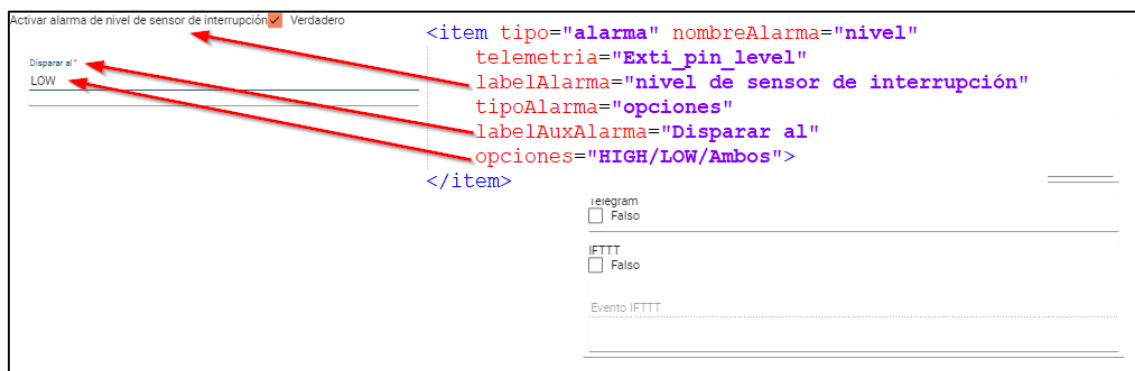 Activar alarma de nivel de sensor de interrupción Verdadero
Disparar al *
LOW
<item tipo="alarma" nombreAlarma="nivel"
telemetria="Exti_pin_level"
labelAlarma="nivel de sensor de interrupción"
tipoAlarma="opciones"
labelAuxAlarma="Disparar al"
opciones="HIGH/LOW/Ambos">
</item>
Telegram
Falso
IFTTT
Falso
Evento IFTTT